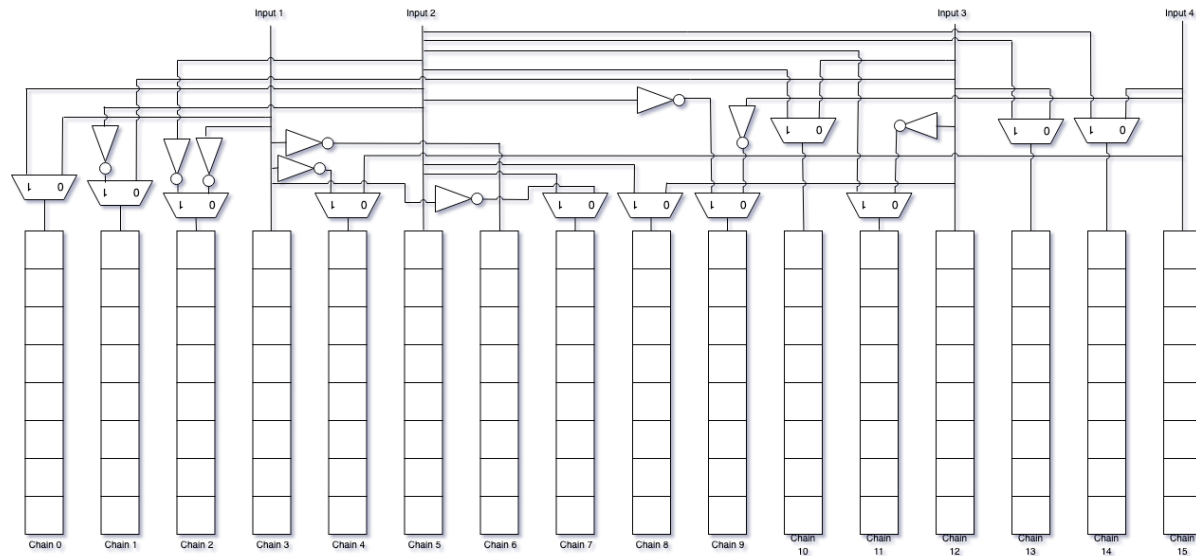 Input 1
Input 2
Input 3
Input 4
1 0
1 0
1 0
1 0
1 0
1 0
1 0
1 0
1 0
1 0
1 0
1 0
Chain 0
Chain 1
Chain 2
Chain 3
Chain 4
Chain 5
Chain 6
Chain 7
Chain 8
Chain 9
Chain
10
Chain
11
Chain
12
Chain
13
Chain
14
Chain
15